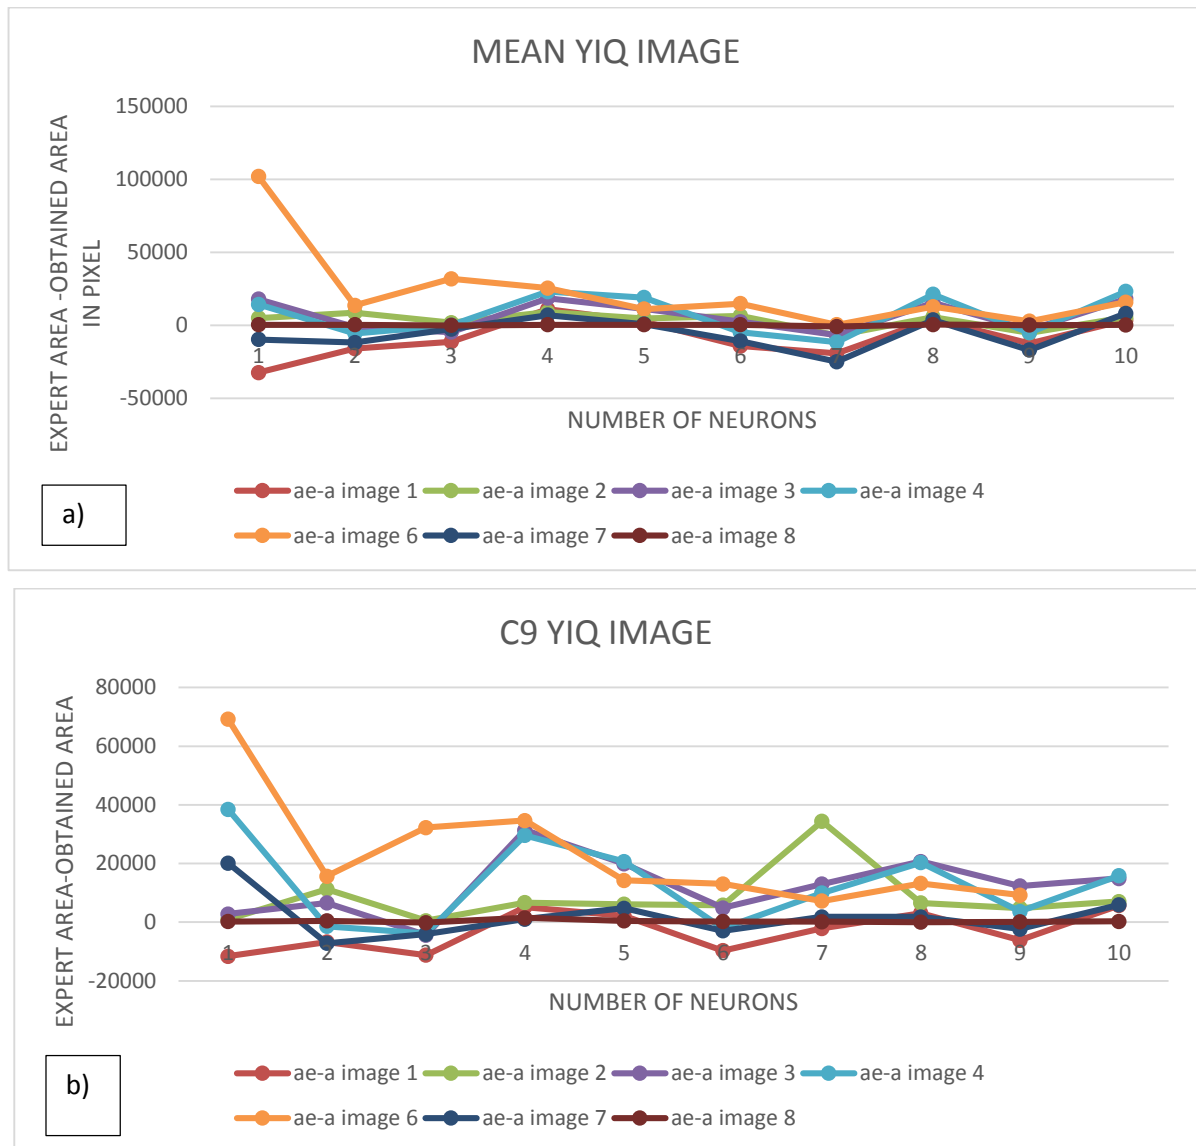 MEAN YIQ IMAGE
150000
100000
50000
0
-50000
EXPERT AREA -OBTAINED AREA
IN PIXEL
1 2 3 4 5 6 7 8 9 10
NUMBER OF NEURONS
ae-a image 1 ae-a image 2 ae-a image 3 ae-a image 4
ae-a image 6 ae-a image 7 ae-a image 8
a)
C9 YIQ IMAGE
80000
60000
40000
20000
0
-20000
EXPERT AREA-OBTAINED AREA
1 2 3 4 5 6 7 8 9 10
NUMBER OF NEURONS
ae-a image 1 ae-a image 2 ae-a image 3 ae-a image 4
ae-a image 6 ae-a image 7 ae-a image 8
b)